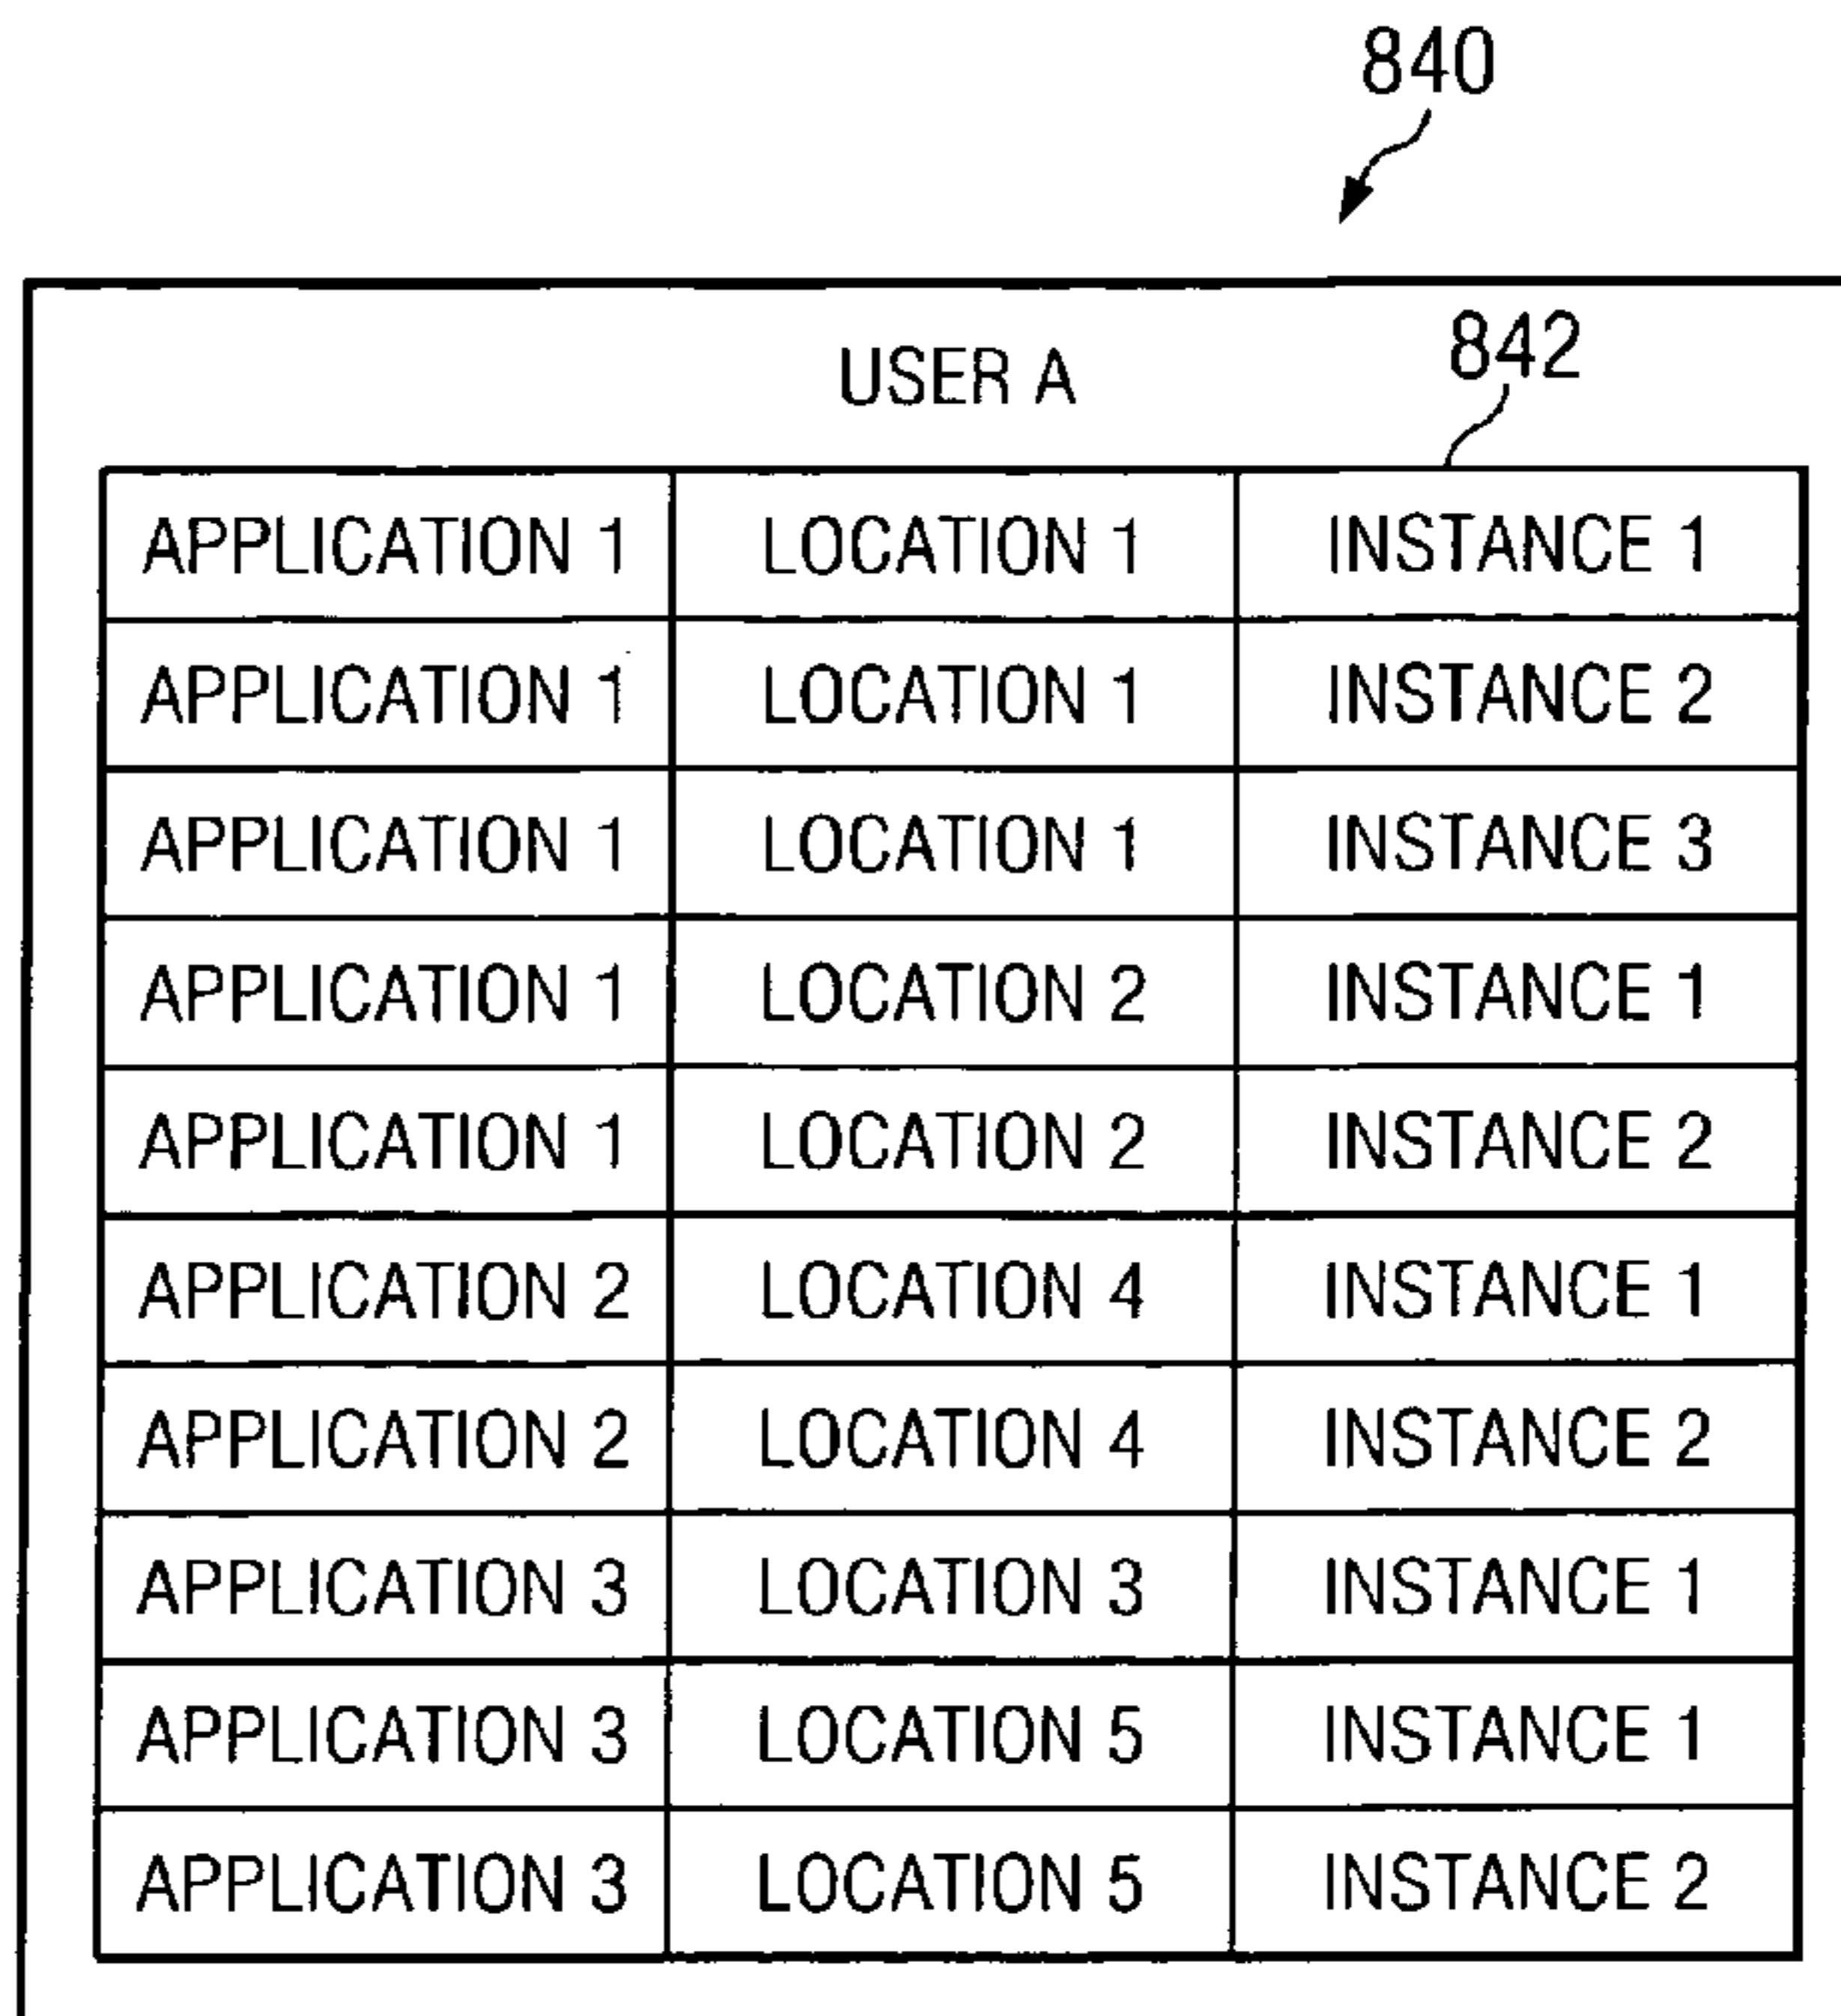 840
842
USER A
APPLICATION 1 LOCATION 1 INSTANCE 1
APPLICATION 1 LOCATION 1 INSTANCE 2
APPLICATION 1 LOCATION 1 INSTANCE 3
APPLICATION 1 LOCATION 2 INSTANCE 1
APPLICATION 1 LOCATION 2 INSTANCE 2
APPLICATION 2 LOCATION 4 INSTANCE 1
APPLICATION 2 LOCATION 4 INSTANCE 2
APPLICATION 3 LOCATION 3 INSTANCE 1
APPLICATION 3 LOCATION 5 INSTANCE 1
APPLICATION 3 LOCATION 5 INSTANCE 2